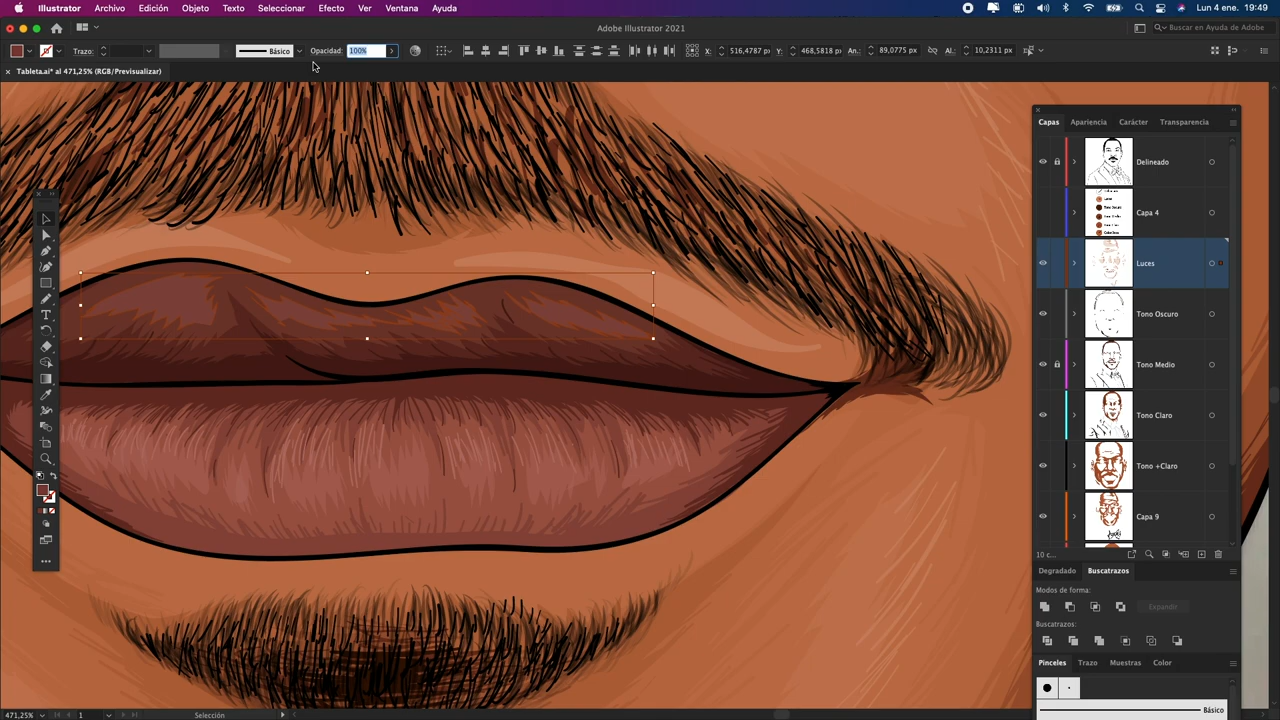 Illustrator Archivo Edición Objeto Texto Seleccionar Efecto Ver Ventana Ayuda Lun 4 ene. 19:49
Adobe Illustrator 2021 Buscar en Ayuda de Adobe
Trazo: Básico Opacidad: 100% X: 516,4787 px Y: 468,5818 px An.: 89,0775 px Al.: 10,2311 px
× Tableta.ai* al 471,25% (RGB/Previsualizar)
Capas Apariencia Carácter Transparencia
Delineado
Capa 4
Luces
Tono Oscuro
Tono Medio
Tono Claro
Tono +Claro
Capa 9
10 c...
Degradado Buscatrazos
Modos de forma:
Expandir
Buscatrazos:
Pinceles Trazo Muestras Color
Básico
471,25% 1 Selección